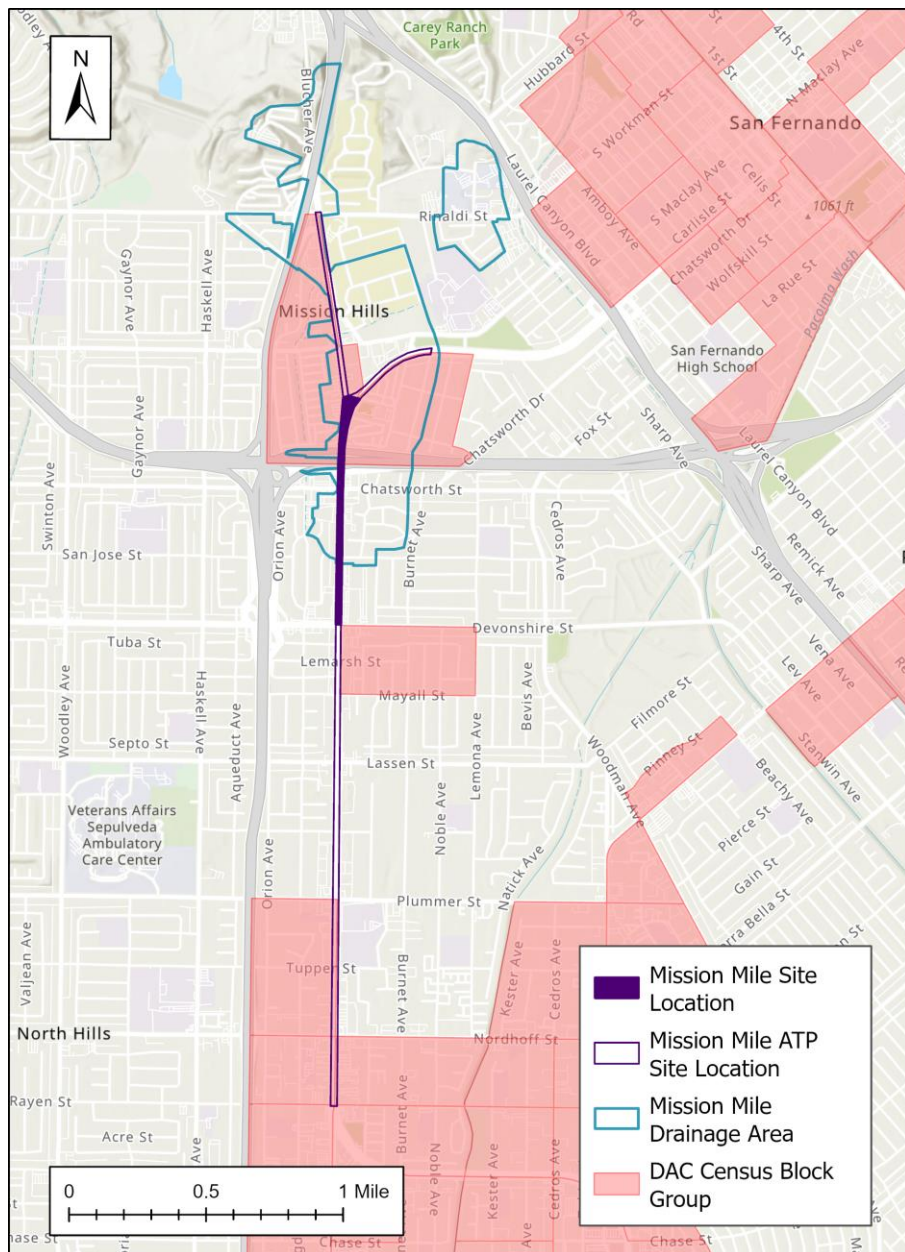 Carey Ranch
Park
Hubbard St
Rd
1st St
4th St
N Maclay Ave
N
Blucher Ave
San Fernando
S Workman St
Laurel Canyon Blvd
Amboy Ave
S Maclay Ave
Celis St
Carlisle St
1061 ft
Rinaldi St
Chatsworth Dr
Wolfskill St
La Rue St
Pacoima Wash
Gaynor Ave
Haskell Ave
Mission Hills
San Fernando
High School
Chatsworth Dr
Fox St
Sharp Ave
Laurel Canyon Blvd
Gaynor Ave
Swinton Ave
Chatsworth St
Orion Ave
Burnet Ave
Cedros Ave
San Jose St
Remick Ave
Sharp Ave
Tuba St
Devonshire St
Lemarsh St
Vena Ave
Lev Ave
Woodley Ave
Haskell Ave
Aqueduct Ave
Mayall St
Bevis Ave
Filmore St
Septo St
Lassen St
Lemona Ave
Woodman Ave
Pinney St
Stanwin Ave
Beachy Ave
Veterans Affairs
Sepulveda
Ambulatory
Care Center
Noble Ave
Pierce St
Orion Ave
Gain St
Plummer St
Natick Ave
Valjean Ave
Tupper St
Burnet Ave
Kester Ave
Cedros Ave
North Hills
Nordhoff St
Rayen St
Acre St
Burnet Ave
Noble Ave
Kester Ave
Cedros Ave
Chase St
Mission Mile Site
Location
Mission Mile ATP
Site Location
Mission Mile
Drainage Area
DAC Census Block
Group
0 0.5 1 Mile